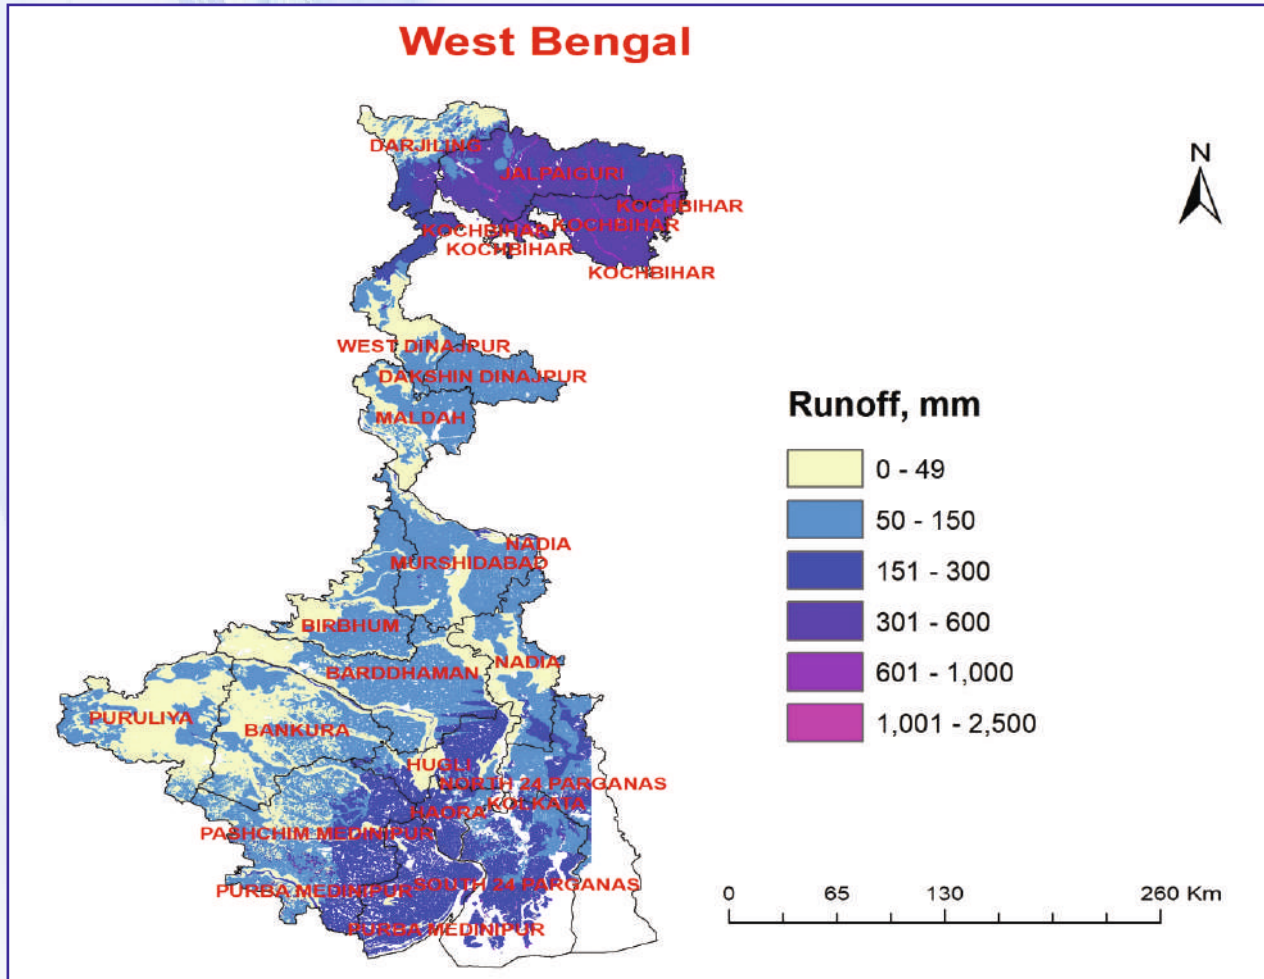 West Bengal
N
DARJILING
JALPAIGURI
KOCHBIHAR
KOCHBIHAR
KOCHBIHAR
KOCHBIHAR
KOCHBIHAR
WEST DINAJPUR
DAKSHIN DINAJPUR
MALDAH
Runoff, mm
0 - 49
50 - 150
151 - 300
301 - 600
601 - 1,000
1,001 - 2,500
NADIA
MURSHIDABAD
BIRBHUM
NADIA
BARDDHAMAN
PURULIYA
BANKURA
HUGLI
NORTH 24 PARGANAS
KOLKATA
HAORA
PASHCHIM MEDINIPUR
PURBA MEDINIPUR
SOUTH 24 PARGANAS
PURBA MEDINIPUR
0 65 130 260 Km